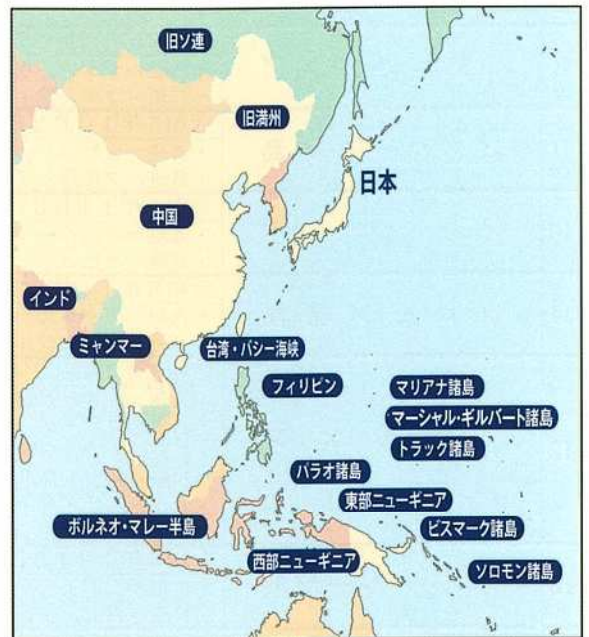 旧ソ連
旧満州
日本
中国
インド
ミャンマー
台湾・バシー海峡
フィリピン
マリアナ諸島
マーシャル・ギルバート諸島
トラック諸島
パラオ諸島
東部ニューギニア
ボルネオ・マレー半島
ビスマーク諸島
西部ニューギニア
ソロモン諸島